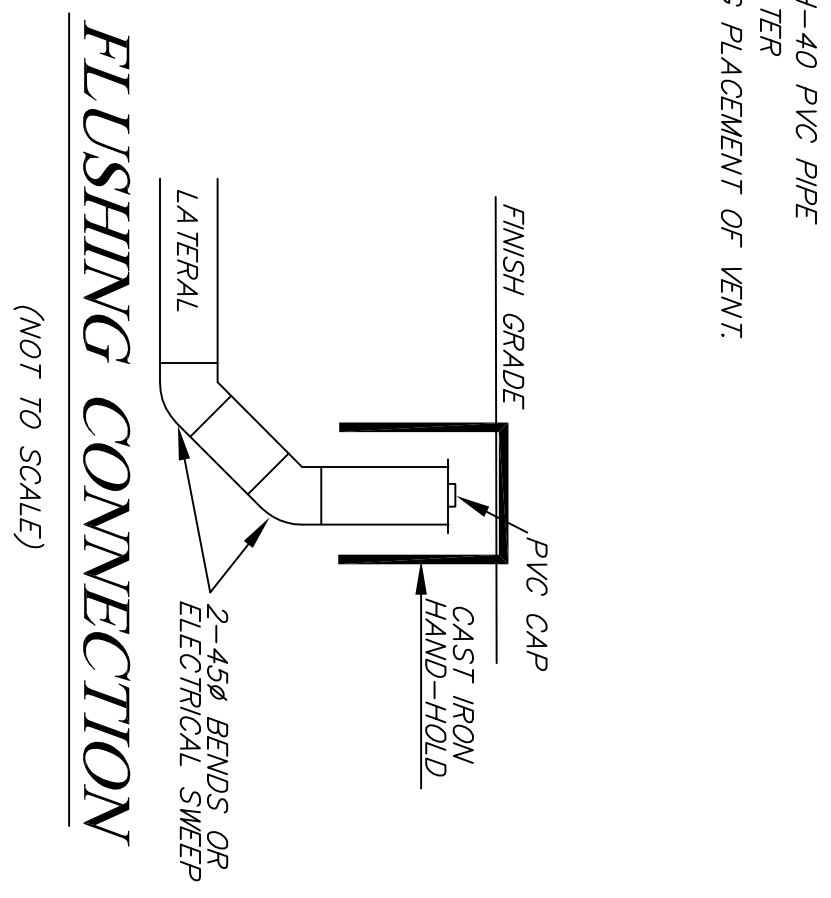 H-40 PVC PIPE
TER
G PLACEMENT OF VENT.
FINISH GRADE
PVC CAP
CAST IRON
HAND-HOLD
LATERAL
2-45ø BENDS OR
ELECTRICAL SWEEP
FLUSHING CONNECTION
(NOT TO SCALE)